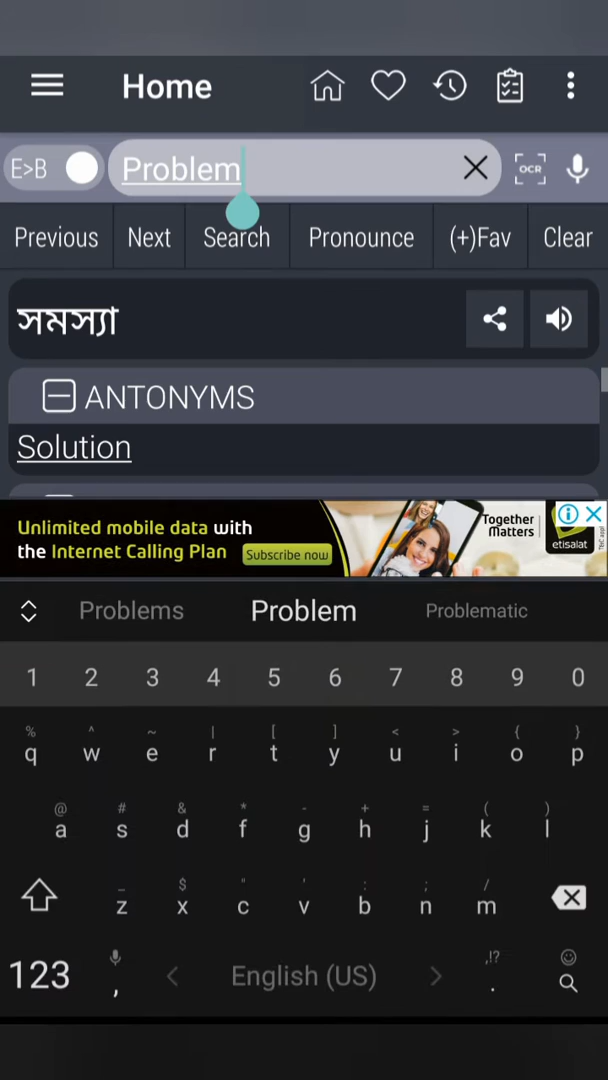 Home
E>B Problem OCR
Previous Next Search Pronounce (+)Fav Clear
সমস্যা
ANTONYMS
Solution
Unlimited mobile data with
the Internet Calling Plan Subscribe now
Together
Matters
etisalat
Problems Problem Problematic
1 2 3 4 5 6 7 8 9 0
% ^ ~ | [ ] < > { }
q w e r t y u i o p
@ # & * - + = ( )
a s d f g h j k l
_ $ " ' : ; /
z x c v b n m
123 , < English (US) > ,!? .